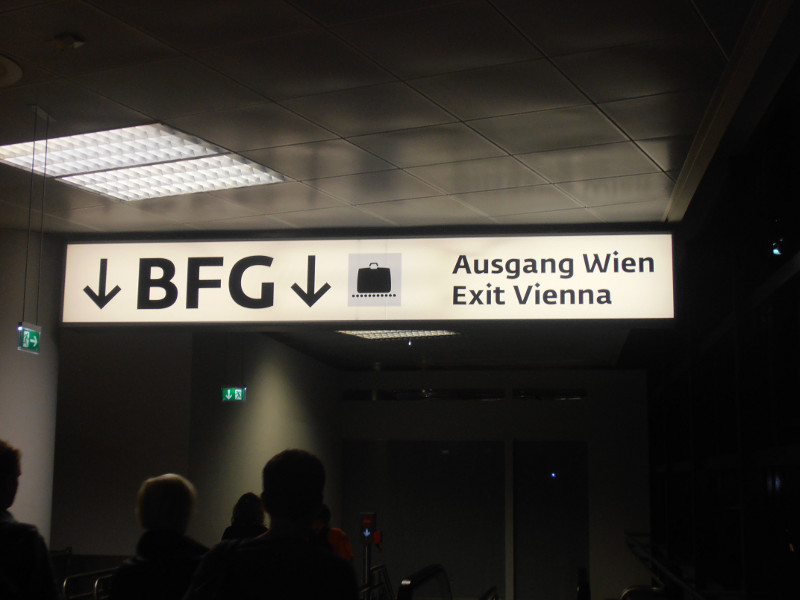 ↓ BFG ↓
Ausgang Wien
Exit Vienna